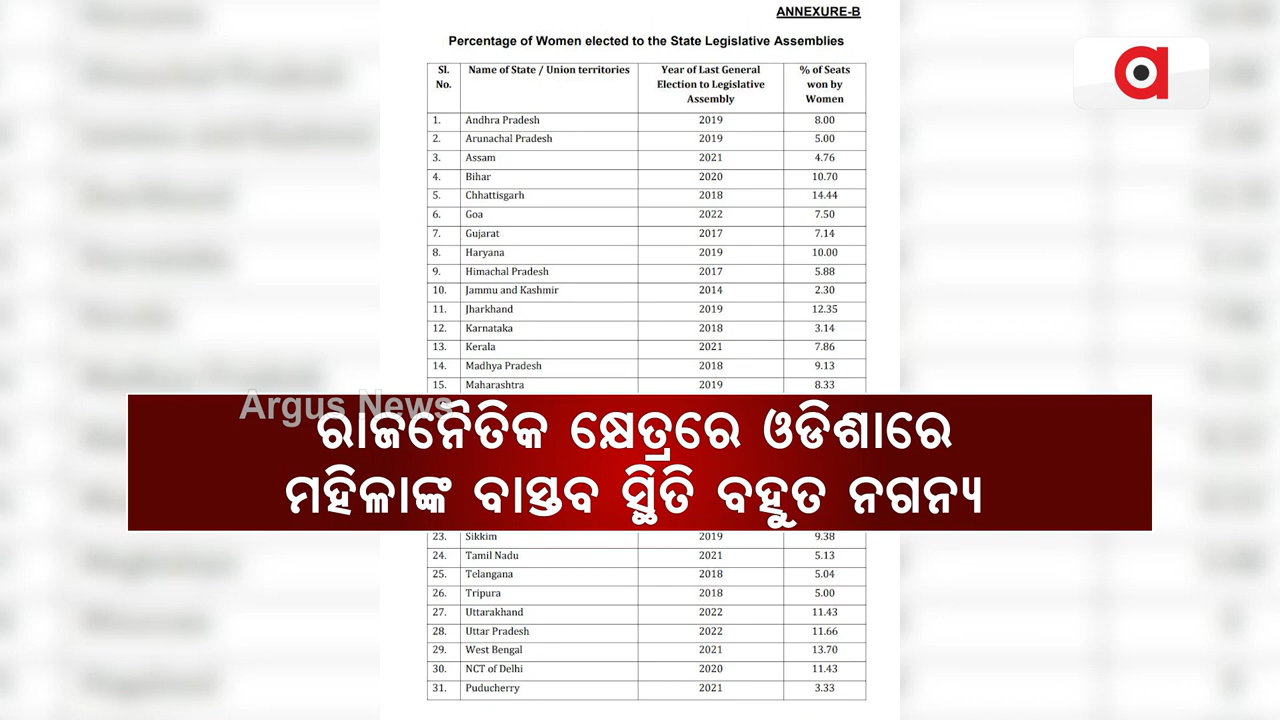 ANNEXURE-B
Percentage of Women elected to the State Legislative Assemblies
Sl. No. Name of State / Union territories Year of Last General Election to Legislative Assembly % of Seats won by Women
1. Andhra Pradesh 2019 8.00
2. Arunachal Pradesh 2019 5.00
3. Assam 2021 4.76
4. Bihar 2020 10.70
5. Chhattisgarh 2018 14.44
6. Goa 2022 7.50
7. Gujarat 2017 7.14
8. Haryana 2019 10.00
9. Himachal Pradesh 2017 5.88
10. Jammu and Kashmir 2014 2.30
11. Jharkhand 2019 12.35
12. Karnataka 2018 3.14
13. Kerala 2021 7.86
14. Madhya Pradesh 2018 9.13
15. Maharashtra 2019 8.33
Argus News
ରାଜନୈତିକ କ୍ଷେତ୍ରରେ ଓଡିଶାରେ
ମହିଳାଙ୍କ ବାସ୍ତବ ସ୍ଥିତି ବହୁତ ନଗନ୍ୟ
23. Sikkim 2019 9.38
24. Tamil Nadu 2021 5.13
25. Telangana 2018 5.04
26. Tripura 2018 5.00
27. Uttarakhand 2022 11.43
28. Uttar Pradesh 2022 11.66
29. West Bengal 2021 13.70
30. NCT of Delhi 2020 11.43
31. Puducherry 2021 3.33